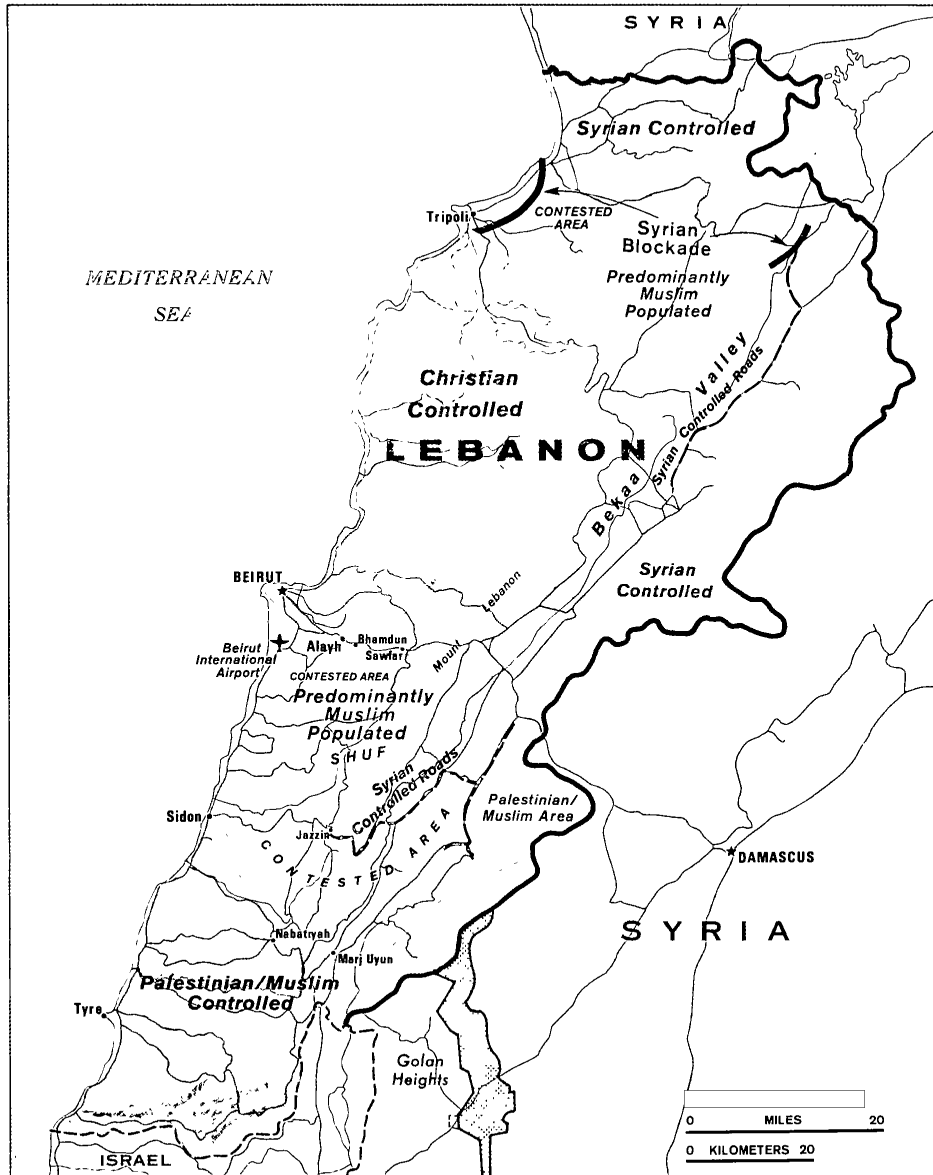 SYRIA
Syrian Controlled
Tripoli
CONTESTED
AREA
Syrian
Blockade
MEDITERRANEAN
SEA
Predominantly
Muslim
Populated
Christian
Controlled
Valley
Syrian Controlled Roads
LEBANON
Bekaa
BEIRUT
Syrian
Controlled
Lebanon
Mount
Beirut
International
Airport
Alayh
Bhamdun
Sawfar
CONTESTED AREA
Predominantly
Muslim
Populated
SHUF
Syrian
Controlled Roads
Palestinian/
Muslim Area
Sidon
Jazzin
CONTESTED AREA
DAMASCUS
SYRIA
Nabatiyah
Marj Uyun
Palestinian/Muslim
Controlled
Tyre
Golan
Heights
0 MILES 20
0 KILOMETERS 20
ISRAEL